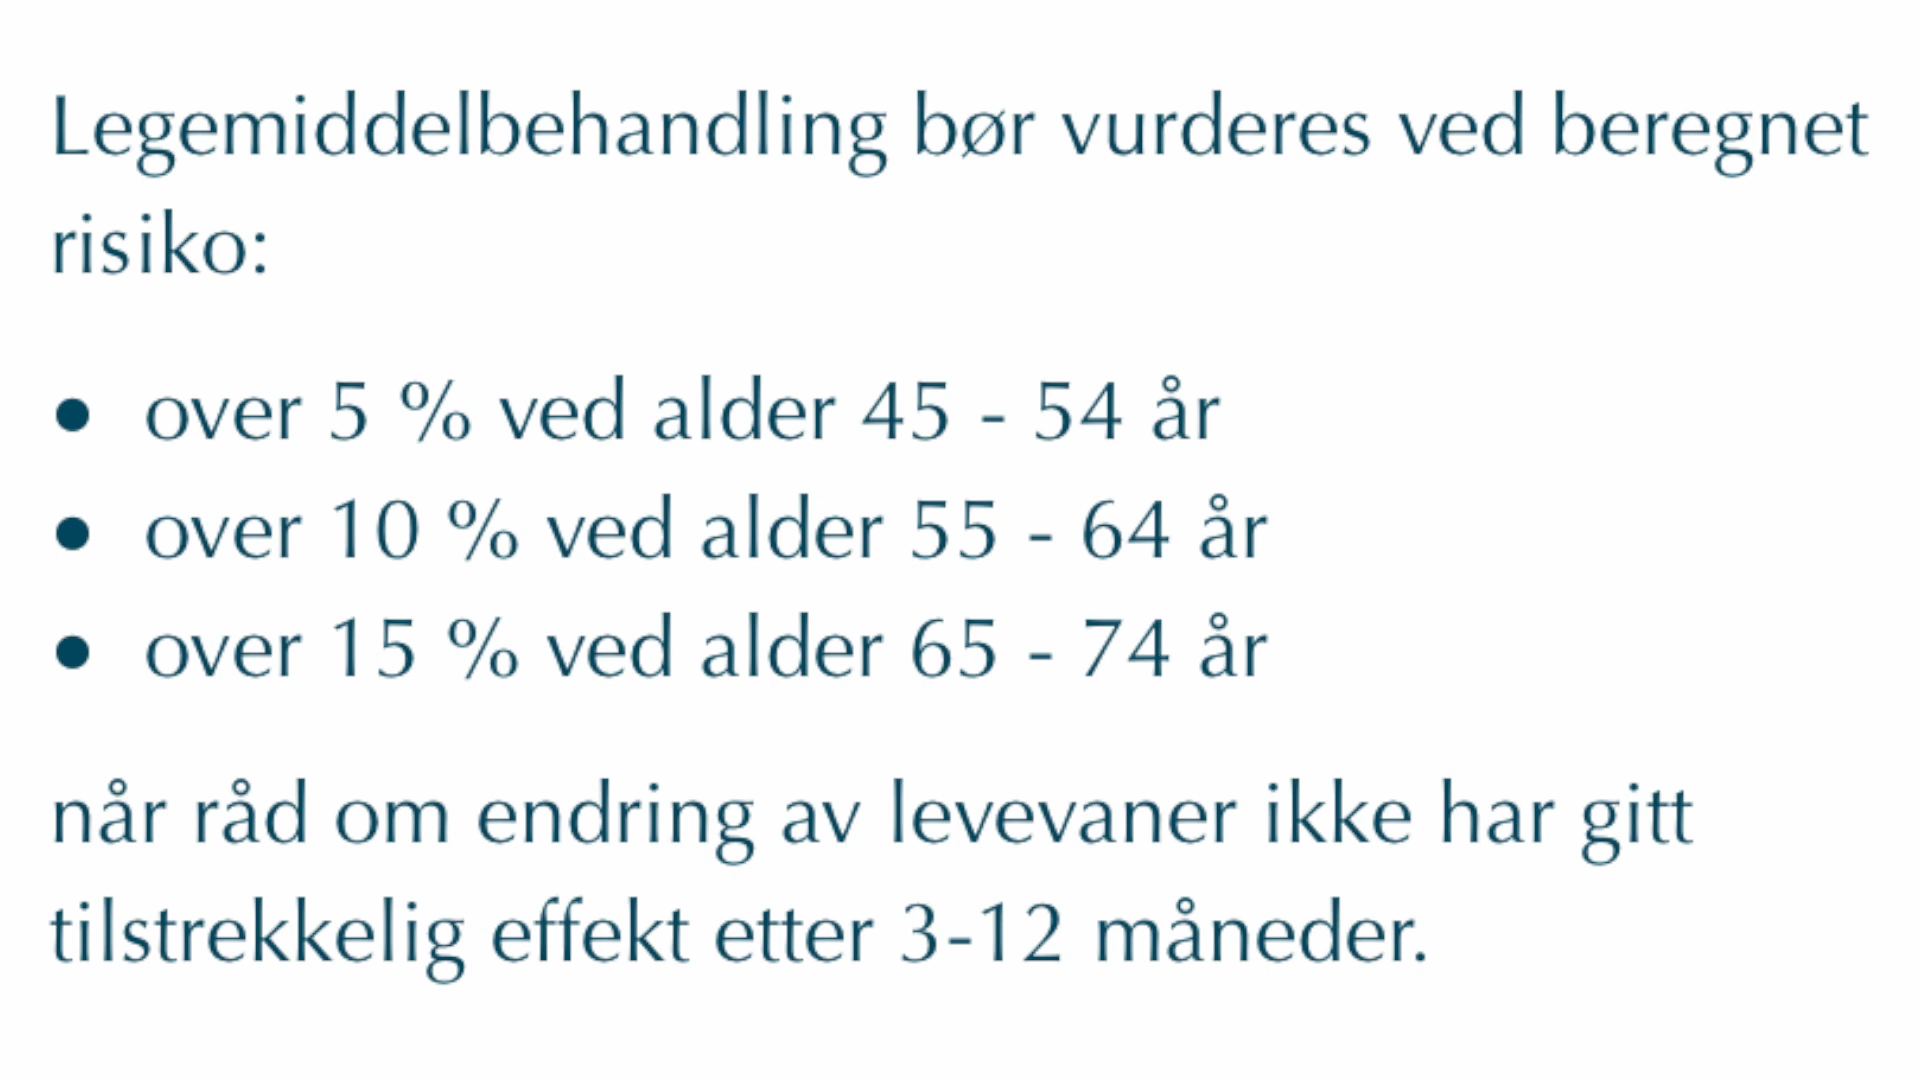 Legemiddelbehandling bør vurderes ved beregnet
risiko:
● over 5 % ved alder 45 - 54 år
● over 10 % ved alder 55 - 64 år
● over 15 % ved alder 65 - 74 år
når råd om endring av levevaner ikke har gitt
tilstrekkelig effekt etter 3-12 måneder.